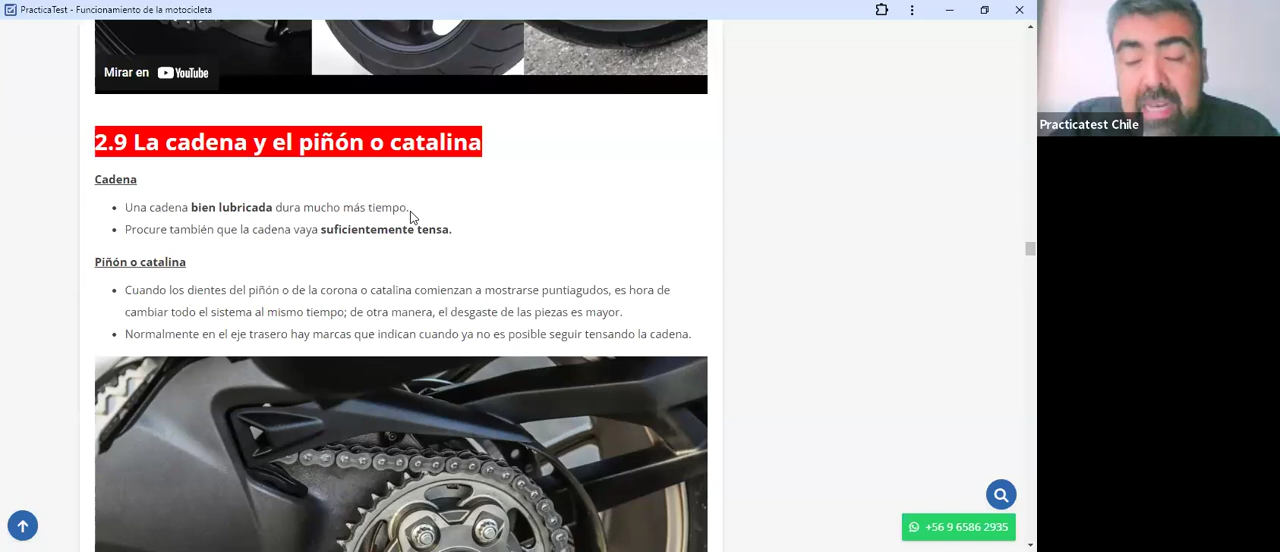 PracticaTest - Funcionamiento de la motocicleta
Mirar en YouTube
Practicatest Chile
2.9 La cadena y el piñón o catalina
Cadena
Una cadena bien lubricada dura mucho más tiempo.
Procure también que la cadena vaya suficientemente tensa.
Piñón o catalina
Cuando los dientes del piñón o de la corona o catalina comienzan a mostrarse puntiagudos, es hora de
cambiar todo el sistema al mismo tiempo; de otra manera, el desgaste de las piezas es mayor.
Normalmente en el eje trasero hay marcas que indican cuando ya no es posible seguir tensando la cadena.
+56 9 6586 2935